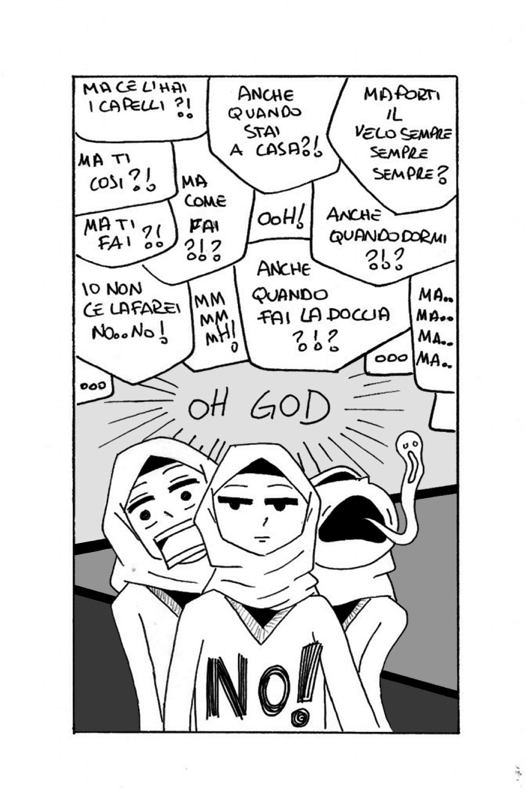 MA CE L'HAI
I CAPELLI ?!
ANCHE
QUANDO
STAI
A CASA?!
MA PORTI
IL
VELO SEMPRE
SEMPRE
SEMPRE?
MA TI
COSI ?!
MA
COME
FAI
?!?
OOH!
MA TI
FAI ?!
ANCHE
QUANDO DORMI
?!?
IO NON
CE LA FAREI
NO..NO!
MM
MM
MH!
ANCHE
QUANDO
FAI LA DOCCIA
?!?
MA..
MA..
MA..
MA..
ooo
ooo
OH GOD
NO!